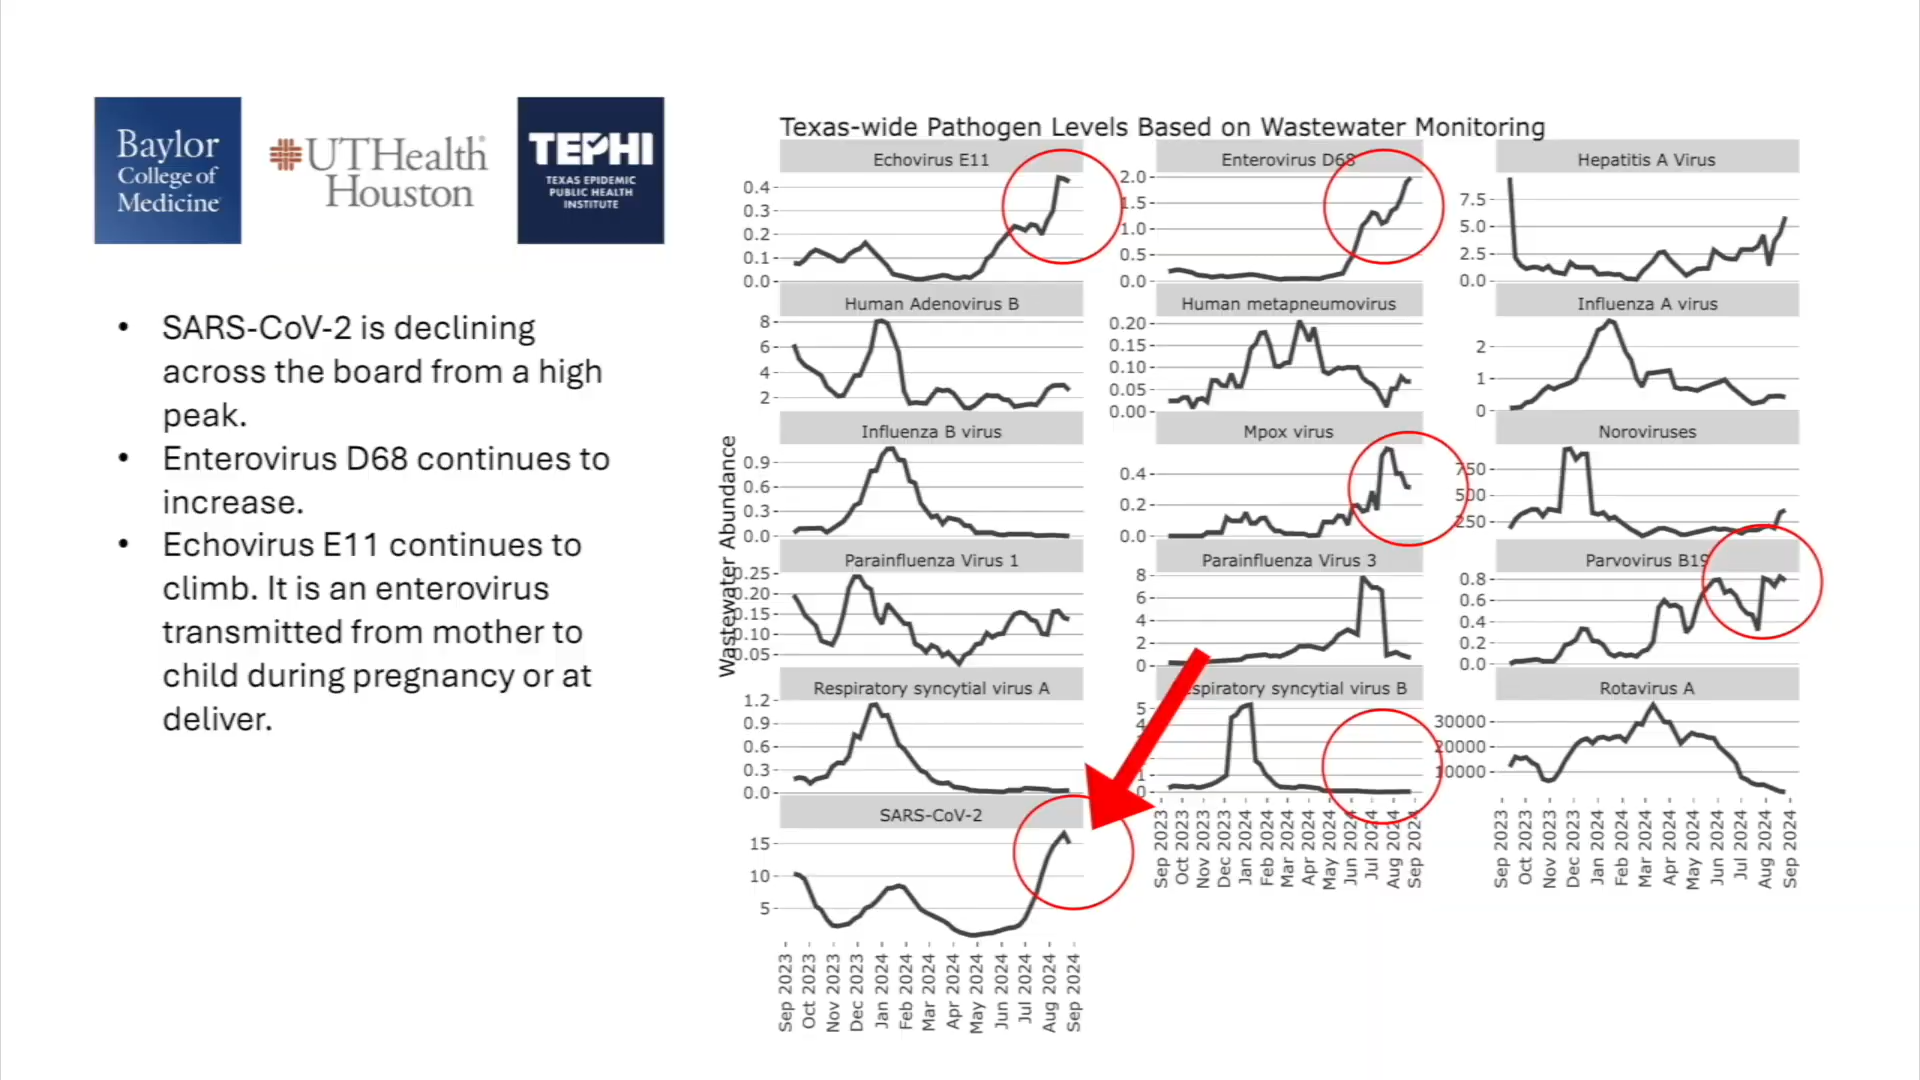 Baylor
College of
Medicine
UTHealth
Houston
TEPHI
TEXAS EPIDEMIC
PUBLIC HEALTH
INSTITUTE
• SARS-CoV-2 is declining
across the board from a high
peak.
• Enterovirus D68 continues to
increase.
• Echovirus E11 continues to
climb. It is an enterovirus
transmitted from mother to
child during pregnancy or at
deliver.
Texas-wide Pathogen Levels Based on Wastewater Monitoring
Wastewater Abundance
Echovirus E11
0.4
0.3
0.2
0.1
0.0
Enterovirus D68
2.0
1.5
1.0
0.5
0.0
Hepatitis A Virus
7.5
5.0
2.5
0.0
Human Adenovirus B
8
6
4
2
Human metapneumovirus
0.20
0.15
0.10
0.05
0.00
Influenza A virus
2
1
0
Influenza B virus
0.9
0.6
0.3
0.0
Mpox virus
0.4
0.2
0.0
Noroviruses
750
500
250
Parainfluenza Virus 1
0.25
0.20
0.15
0.10
0.05
Parainfluenza Virus 3
8
6
4
2
0
Parvovirus B19
0.8
0.6
0.4
0.2
0.0
Respiratory syncytial virus A
1.2
0.9
0.6
0.3
0.0
spiratory syncytial virus B
5
4
1
0
Sep 2023
Oct 2023
Nov 2023
Dec 2023
Jan 2024
Feb 2024
Mar 2024
Apr 2024
May 2024
Jun 2024
Jul 2024
Aug 2024
Sep 2024
Rotavirus A
30000
20000
10000
Sep 2023
Oct 2023
Nov 2023
Dec 2023
Jan 2024
Feb 2024
Mar 2024
Apr 2024
May 2024
Jun 2024
Jul 2024
Aug 2024
Sep 2024
SARS-CoV-2
15
10
5
Sep 2023
Oct 2023
Nov 2023
Dec 2023
Jan 2024
Feb 2024
Mar 2024
Apr 2024
May 2024
Jun 2024
Jul 2024
Aug 2024
Sep 2024